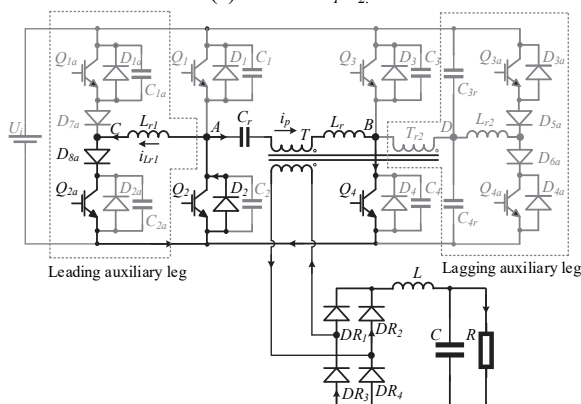 Q1a D1a C1a Q1 D1 C1 Q3 D3 C3 C3r Q3a D3a
Ui D7a C Lr1 A Cr ip T Lr B Tr2 D Lr2 D5a
iLr1
D8a D6a
Q2a D2a C2a Q2 D2 C2 Q4 D4 C4 C4r Q4a D4a
Leading auxiliary leg
Lagging auxiliary leg
L
DR1 DR2 C R
DR3 DR4